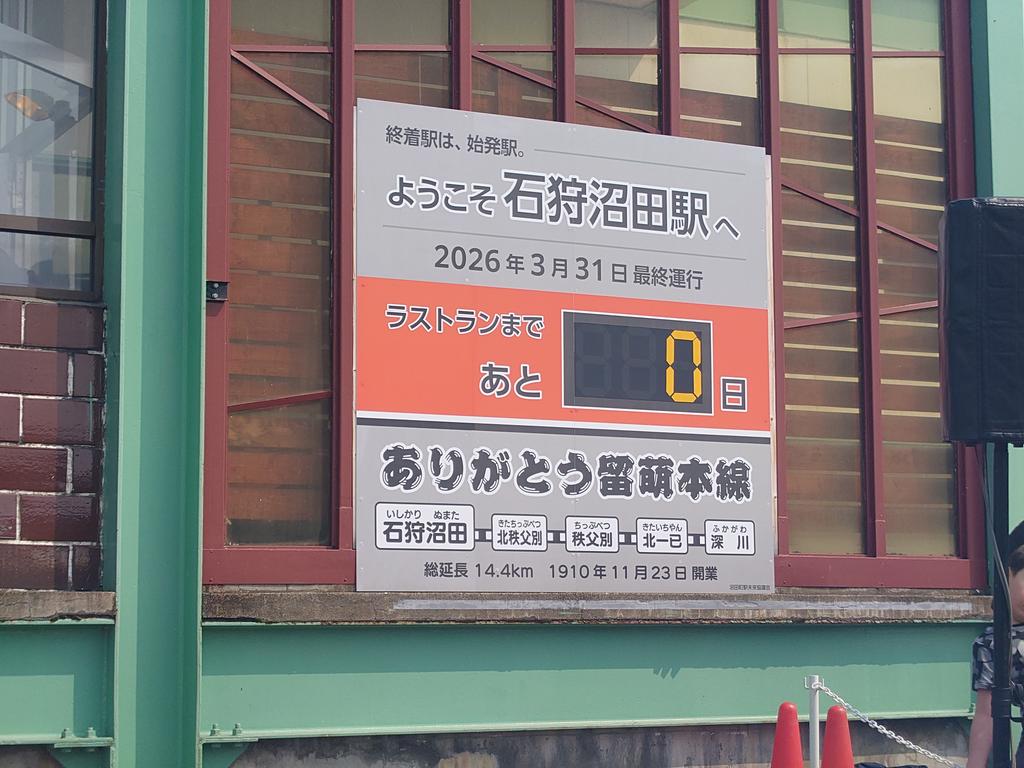 終着駅は、始発駅。
ようこそ 石狩沼田駅へ
2026年3月31日最終運行
ラストランまで
あと 0 日
ありがとう留萌本線
いしかり ぬまた きたちっぷべつ ちっぷべつ きたいちやん ふかがわ
石狩沼田 北秩父別 秩父別 北一已 深川
総延長 14.4km 1910年11月23日開業